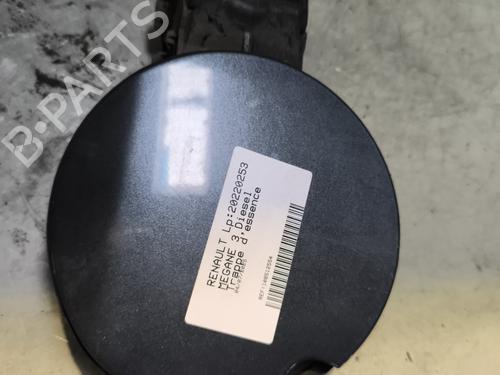 B-PARTS
RENAULT Lp:20220253
MEGANE 3 Diesel
Trappe d'essence